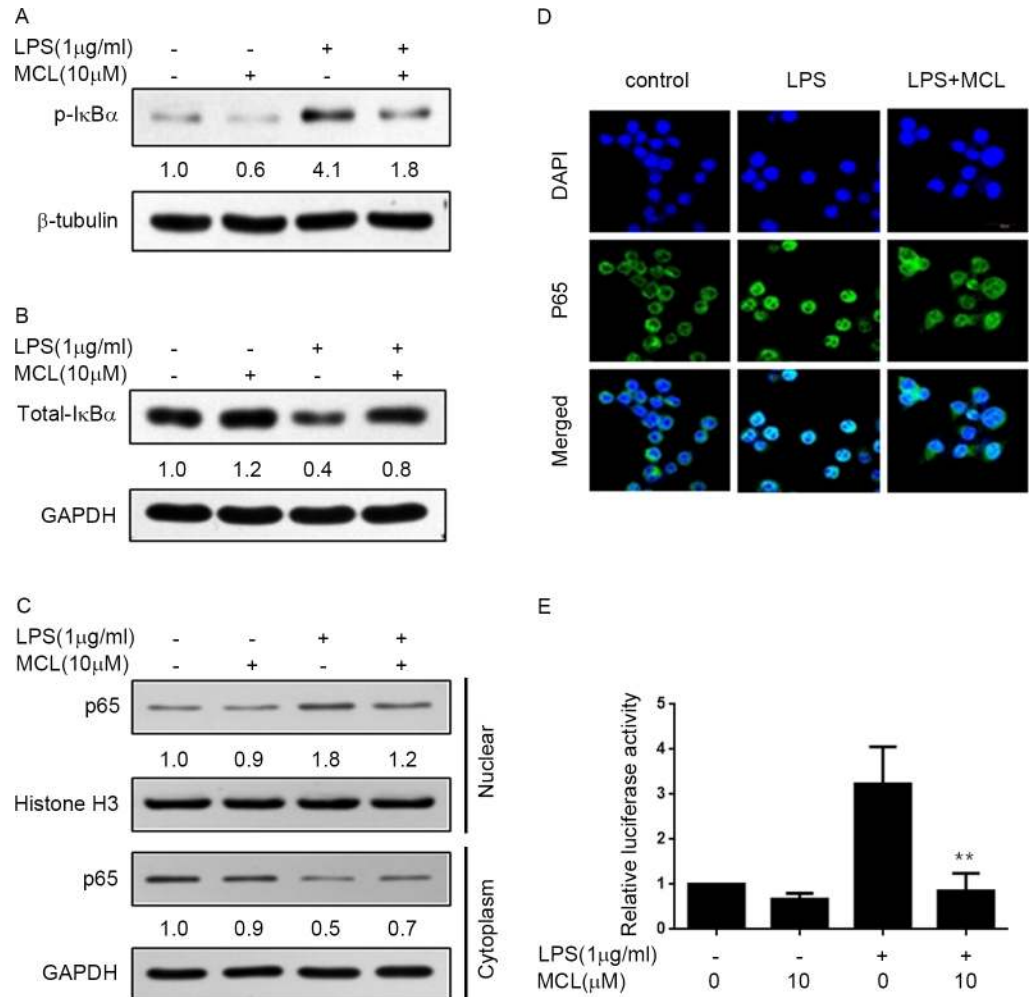 A
LPS(1μg/ml) - - + +
MCL(10μM) - + - +
p-IκBα
1.0 0.6 4.1 1.8
β-tubulin
B
LPS(1μg/ml) - - + +
MCL(10μM) - + - +
Total-IκBα
1.0 1.2 0.4 0.8
GAPDH
C
LPS(1μg/ml) - - + +
MCL(10μM) - + - +
p65
1.0 0.9 1.8 1.2
Histone H3
Nuclear
p65
1.0 0.9 0.5 0.7
GAPDH
Cytoplasm
D
control LPS LPS+MCL
DAPI
P65
Merged
E
Relative luciferase activity
5
4
3
2
1
0
**
LPS(1μg/ml) - - + +
MCL(μM) 0 10 0 10